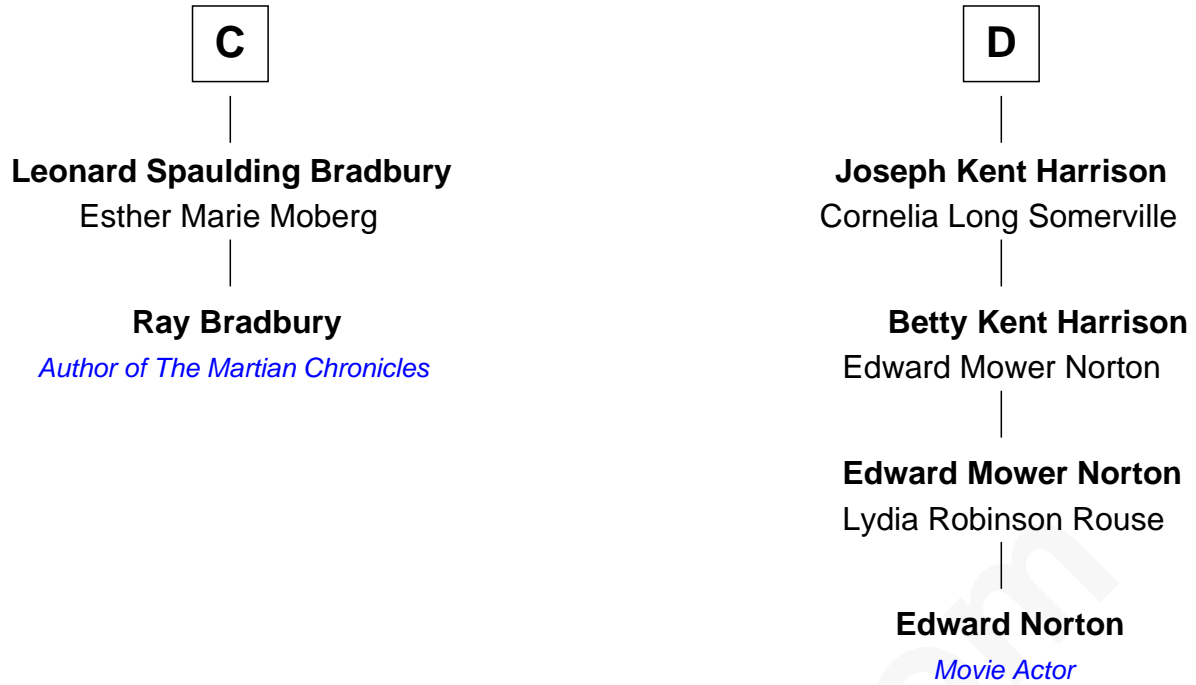 C
Leonard Spaulding Bradbury
Esther Marie Moberg
Ray Bradbury
Author of The Martian Chronicles
D
Joseph Kent Harrison
Cornelia Long Somerville
Betty Kent Harrison
Edward Mower Norton
Edward Mower Norton
Lydia Robinson Rouse
Edward Norton
Movie Actor